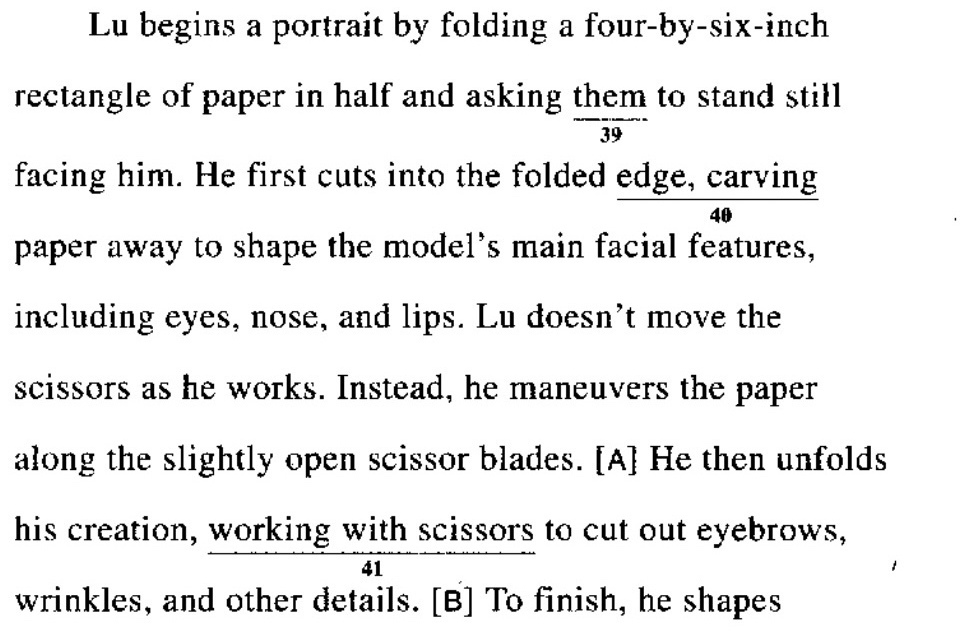 Lu begins a portrait by folding a four-by-six-inch
rectangle of paper in half and asking them to stand still
39
facing him. He first cuts into the folded edge, carving
40
paper away to shape the model's main facial features,
including eyes, nose, and lips. Lu doesn't move the
scissors as he works. Instead, he maneuvers the paper
along the slightly open scissor blades. [A] He then unfolds
his creation, working with scissors to cut out eyebrows,
41
wrinkles, and other details. [B] To finish, he shapes